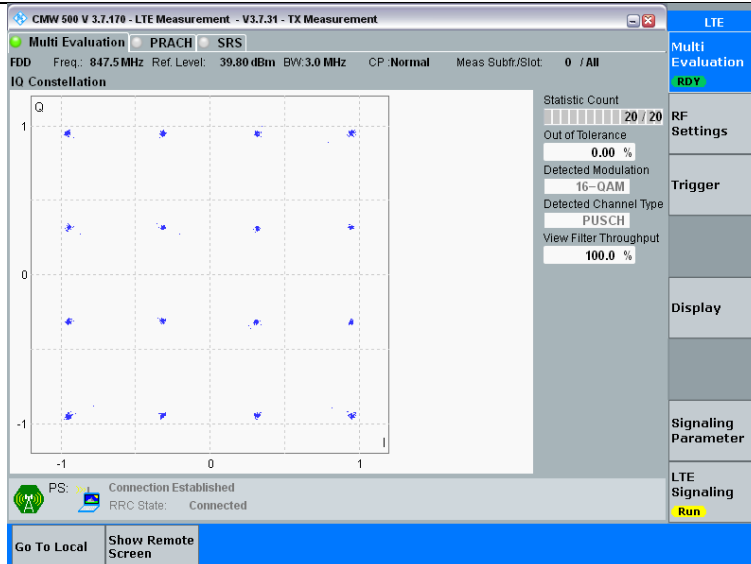 CMW 500 V 3.7.170 - LTE Measurement - V3.7.31 - TX Measurement
LTE
Multi Evaluation PRACH SRS
Multi Evaluation
RDY
FDD Freq.: 847.5 MHz Ref. Level: 39.80 dBm BW: 3.0 MHz CP :Normal Meas Subfr./Slot: 0 / All
IQ Constellation
Q
1
0
-1
-1 0 1
I
Statistic Count
20 / 20
Out of Tolerance
0.00 %
Detected Modulation
16-QAM
Detected Channel Type
PUSCH
View Filter Throughput
100.0 %
RF
Settings
Trigger
Display
Signaling
Parameter
LTE
Signaling
Run
PS: Connection Established
RRC State: Connected
Go To Local
Show Remote
Screen